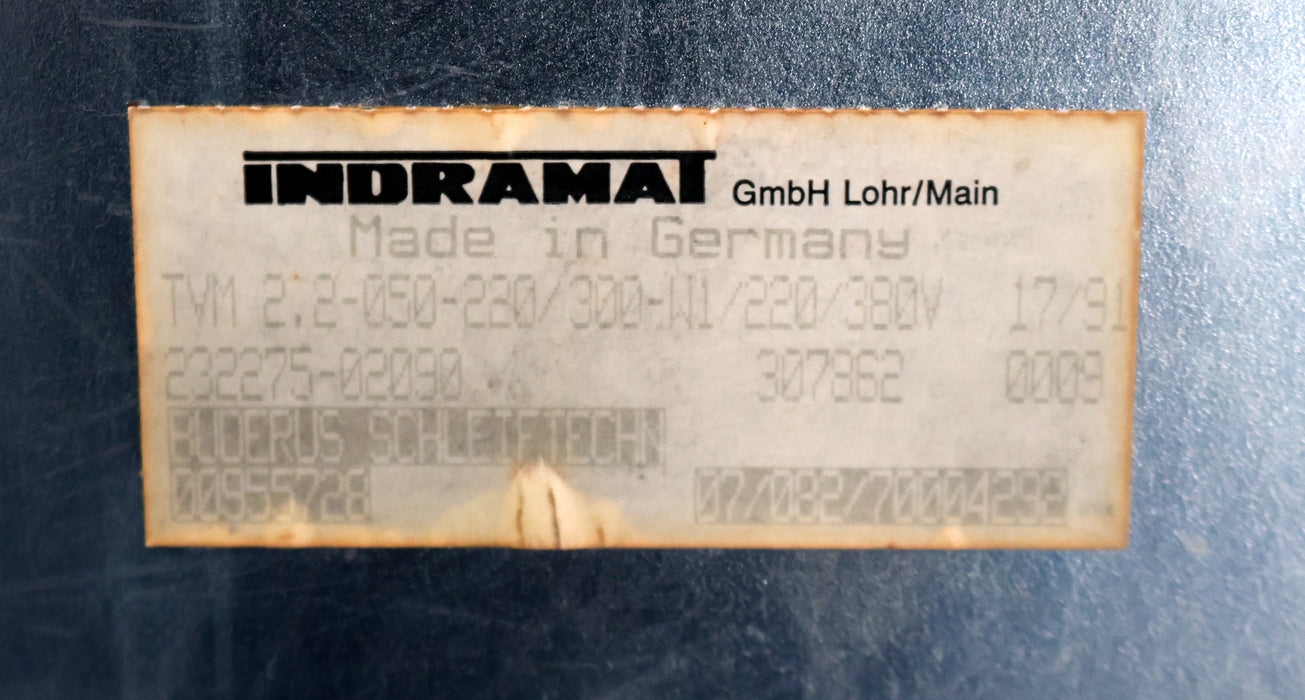 INDRAMAT GmbH Lohr/Main
Made in Germany
TVM 2.2-050-220/300-W1/220/380V 17/91
232275-02090 307862 0009
BUDERUS SCHLEIFTECHN
00955728 07/082/70004292